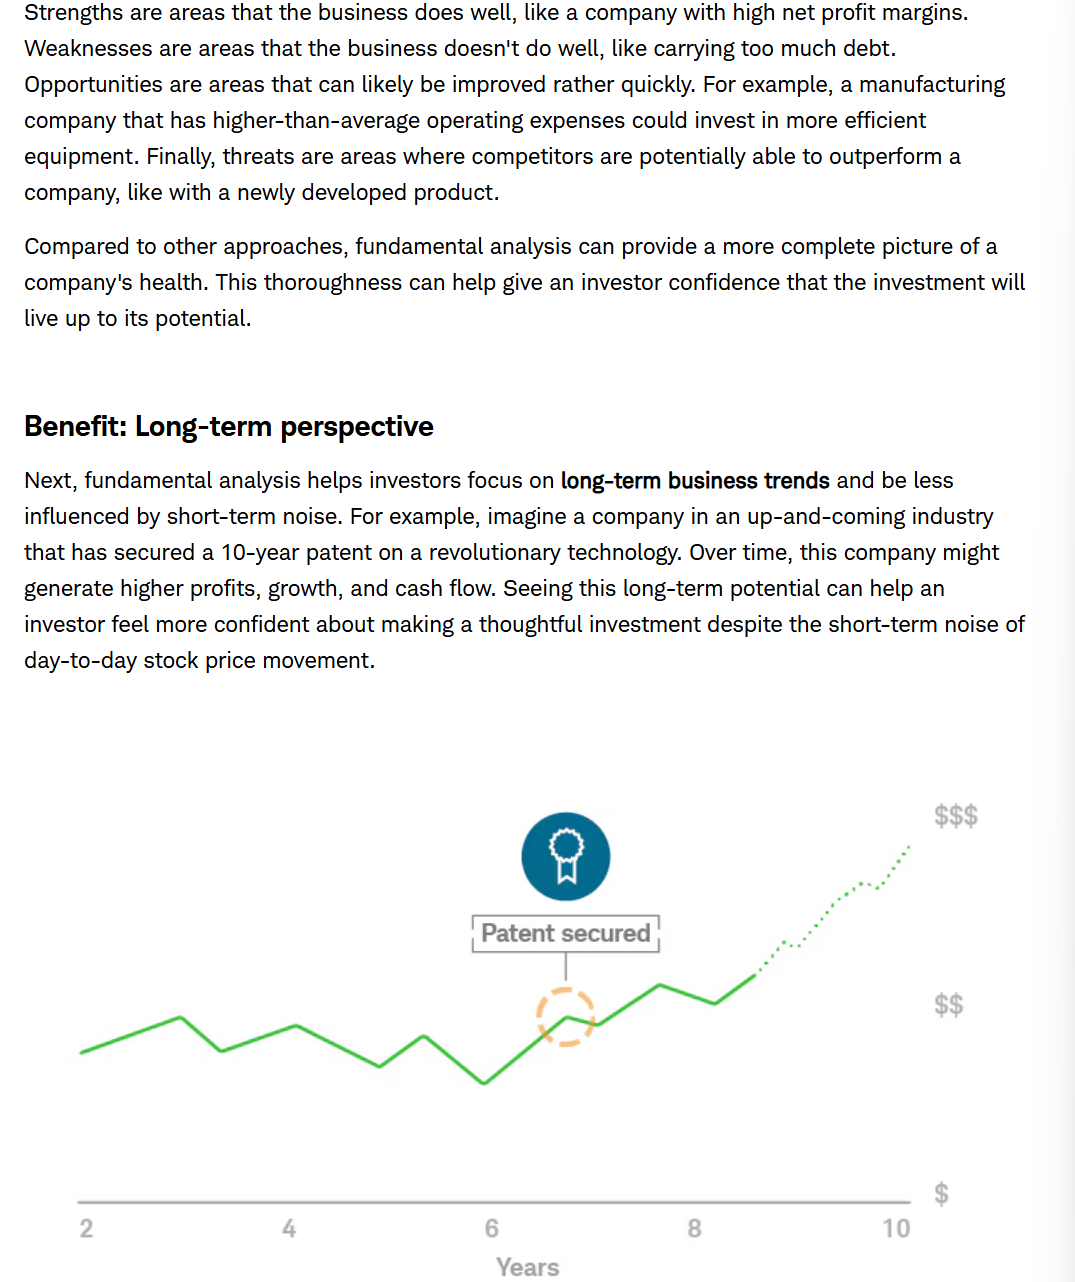 Strengths are areas that the business does well, like a company with high net profit margins.
Weaknesses are areas that the business doesn't do well, like carrying too much debt.
Opportunities are areas that can likely be improved rather quickly. For example, a manufacturing
company that has higher-than-average operating expenses could invest in more efficient
equipment. Finally, threats are areas where competitors are potentially able to outperform a
company, like with a newly developed product.
Compared to other approaches, fundamental analysis can provide a more complete picture of a
company's health. This thoroughness can help give an investor confidence that the investment will
live up to its potential.
Benefit: Long-term perspective
Next, fundamental analysis helps investors focus on long-term business trends and be less
influenced by short-term noise. For example, imagine a company in an up-and-coming industry
that has secured a 10-year patent on a revolutionary technology. Over time, this company might
generate higher profits, growth, and cash flow. Seeing this long-term potential can help an
investor feel more confident about making a thoughtful investment despite the short-term noise of
day-to-day stock price movement.
$$$
Patent secured
$$
$
2 4 6 8 10
Years